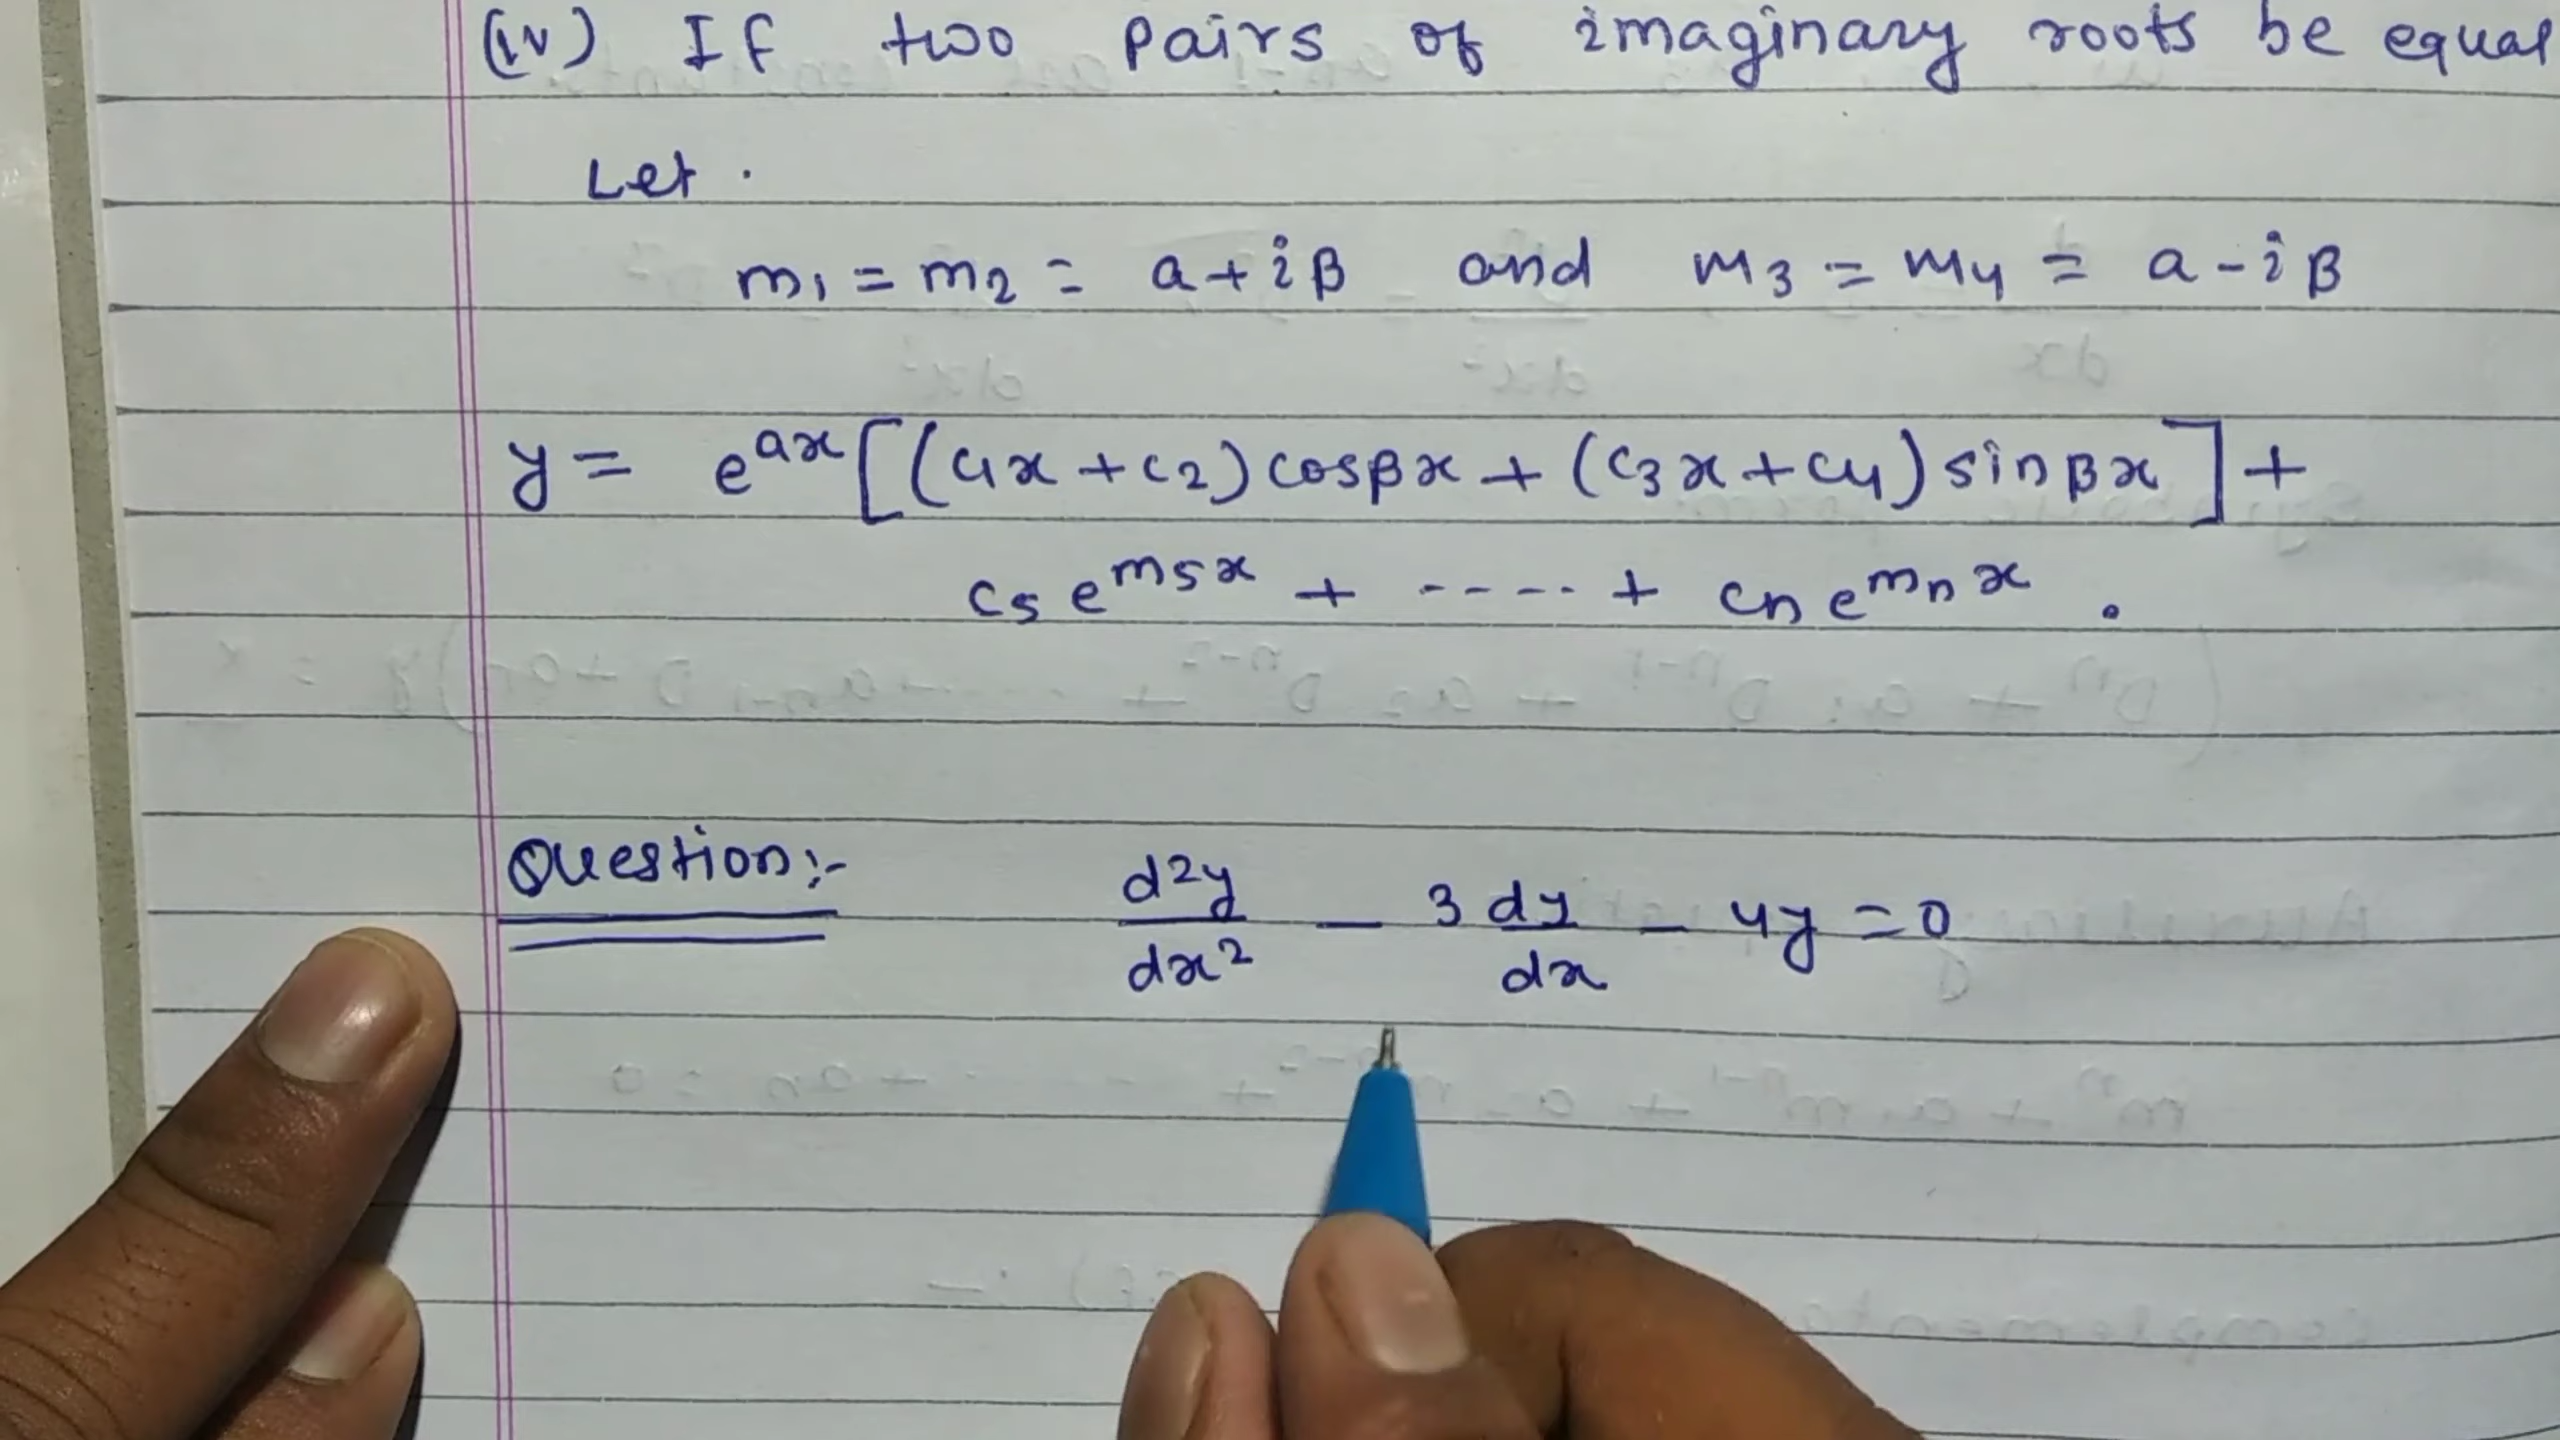 (iv) If two pairs of imaginary roots be equal
Let .
m₁ = m₂ = a + iβ and m₃ = m₄ = a - iβ
y = e^{ax} [(c₁x + c₂) cosβx + (c₃x + c₄) sinβx] +
c₅ e^{m₅x} + ---- + cₙ e^{mₙx} .
Question:- d²y/dx² - 3 dy/dx - 4y = 0